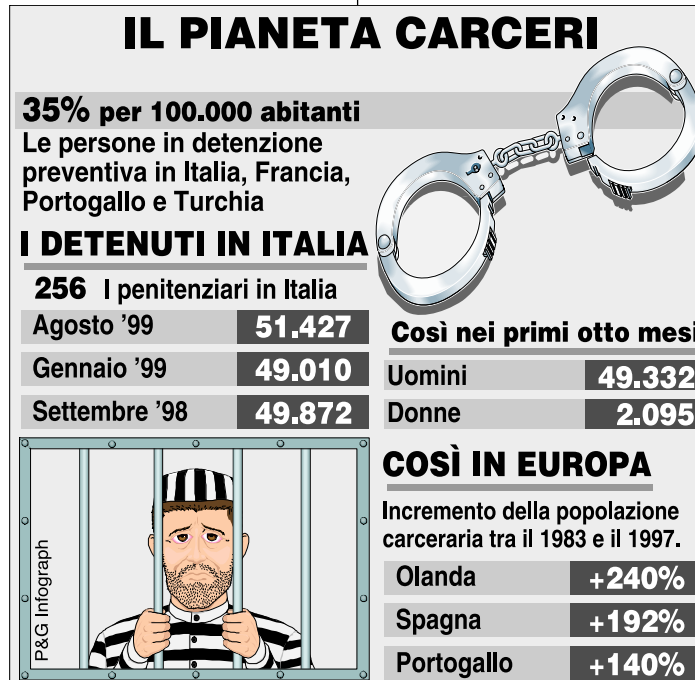 IL PIANETA CARCERI
35% per 100.000 abitanti
Le persone in detenzione
preventiva in Italia, Francia,
Portogallo e Turchia
I DETENUTI IN ITALIA
256 I penitenziari in Italia
Agosto '99 51.427
Gennaio '99 49.010
Settembre '98 49.872
Così nei primi otto mesi
Uomini 49.332
Donne 2.095
COSÌ IN EUROPA
Incremento della popolazione
carceraria tra il 1983 e il 1997.
Olanda +240%
Spagna +192%
Portogallo +140%
P&G Infograph